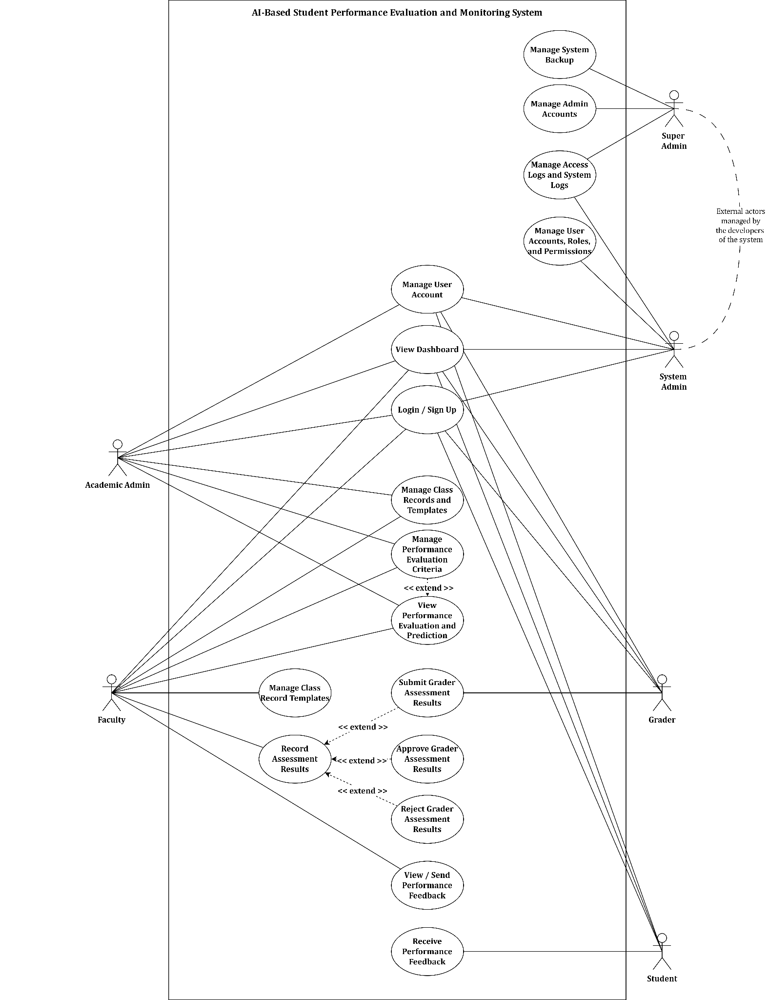 AI-Based Student Performance Evaluation and Monitoring System
Manage System
Backup
Manage Admin
Accounts
Super
Admin
Manage Access
Logs and System
Logs
External actors
managed by
the developers
of the system
Manage User
Accounts, Roles,
and Permissions
Manage User
Account
View Dashboard
System
Admin
Login / Sign Up
Academic Admin
Manage Class
Records and
Templates
Manage
Performance
Evaluation
Criteria
<< extend >>
View
Performance
Evaluation and
Prediction
Faculty
Manage Class
Record Templates
Submit Grader
Assessment
Results
Grader
<< extend >>
Record
Assessment
Results
<< extend >>
Approve Grader
Assessment
Results
<< extend >>
Reject Grader
Assessment
Results
View / Send
Performance
Feedback
Receive
Performance
Feedback
Student